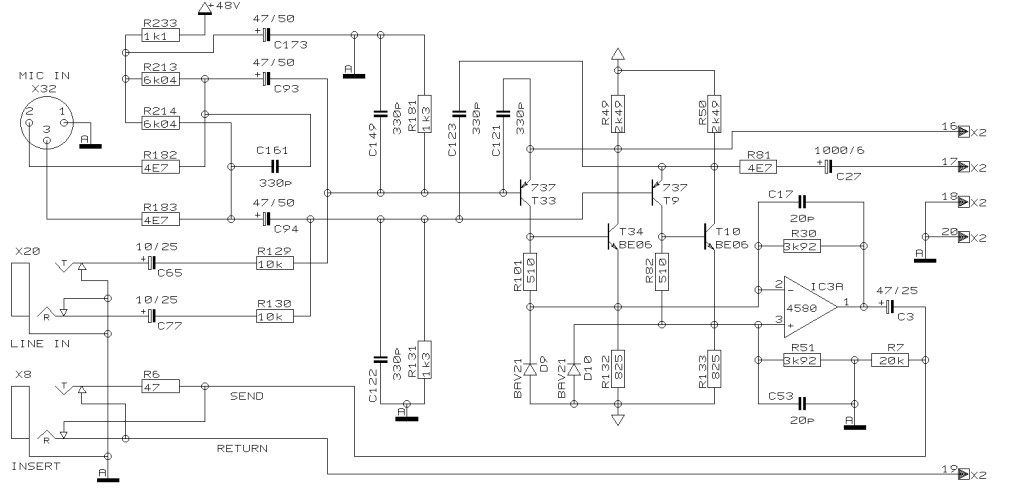 +48V
R233
1k1
47/50
+
C173
R213
6k04
47/50
+
C93
MIC IN
X32
2
1
3
A
R214
6k04
C161
330p
R182
4E7
R183
4E7
47/50
+
C94
A
C149
330p
R181
1k3
C123
330p
C121
330p
R49
2k49
R50
2k49
737
T33
737
T9
R81
4E7
1000/6
+
C27
16
X2
17
X2
18
X2
20
X2
A
X20
T
R
LINE IN
10/25
+
C65
R129
10k
10/25
+
C77
R130
10k
T34
BE06
T10
BE06
R101
510
R82
510
C17
20p
R30
3k92
IC3A
4580
2
-
3
+
1
47/25
+
C3
R51
3k92
R7
20k
C53
20p
A
C122
330p
R131
1k3
A
BAV21
D9
BAV21
D10
R132
825
R133
825
X8
T
R
INSERT
R6
47
SEND
RETURN
A
19
X2